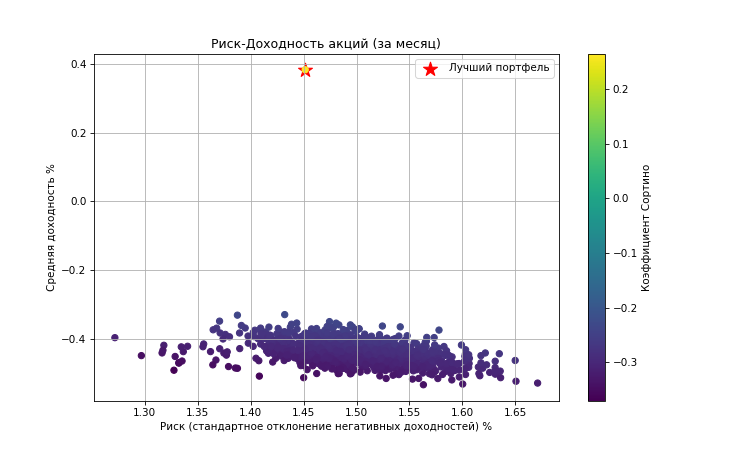 Риск-Доходность акций (за месяц)
Лучший портфель
0.4
0.2
0.0
−0.2
−0.4
Средняя доходность %
1.30 1.35 1.40 1.45 1.50 1.55 1.60 1.65
Риск (стандартное отклонение негативных доходностей) %
0.2
0.1
0.0
−0.1
−0.2
−0.3
Коэффициент Сортино